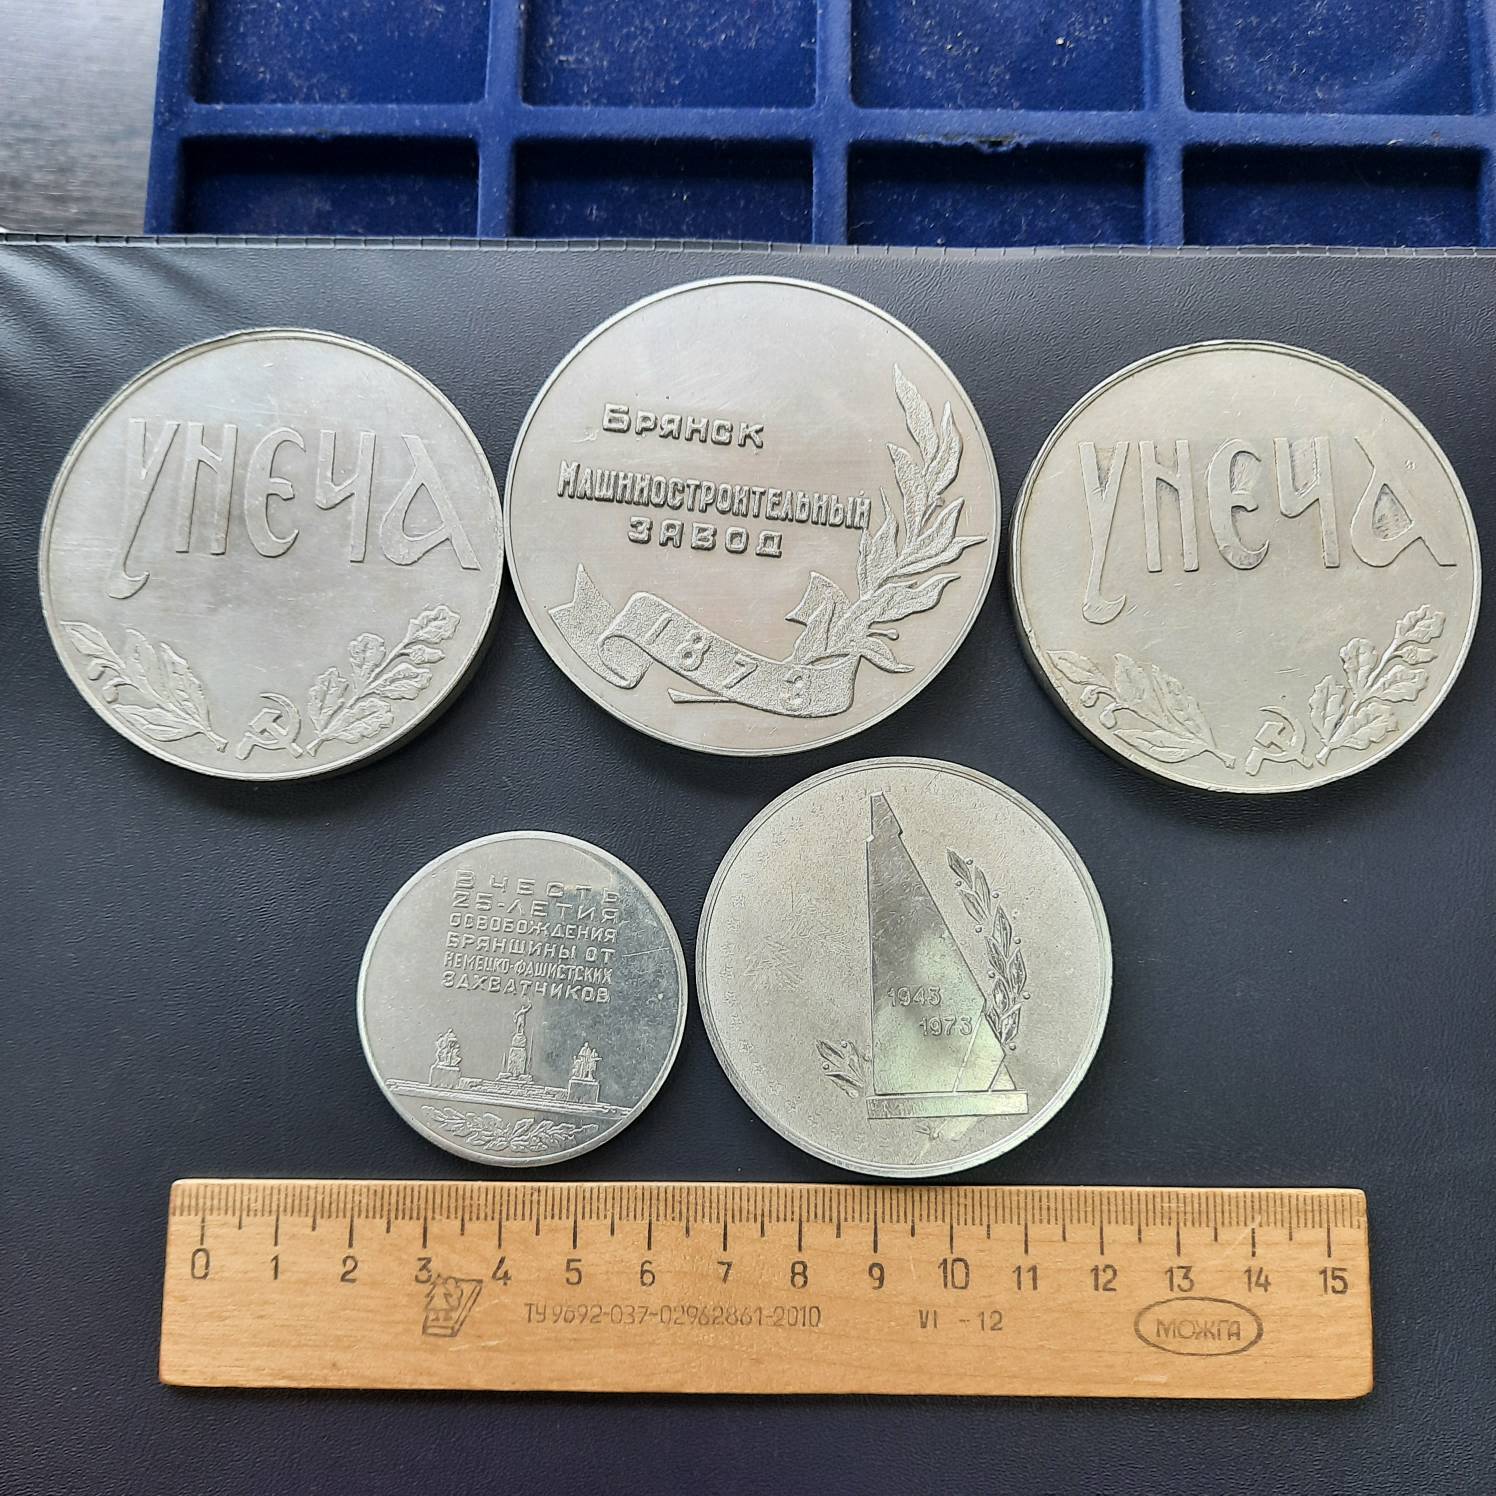 УНЕЧА
БРЯНСК
МАШИНОСТРОИТЕЛЬНЫЙ
ЗАВОД
1873
УНЕЧА
В ЧЕСТЬ
25-ЛЕТИЯ
ОСВОБОЖДЕНИЯ
БРЯНЩИНЫ ОТ
НЕМЕЦКО-ФАШИСТСКИХ
ЗАХВАТЧИКОВ
1943
1973
0 1 2 3 4 5 6 7 8 9 10 11 12 13 14 15
ТУ9692-037-02962861-2010 VI - 12 МОЖГА